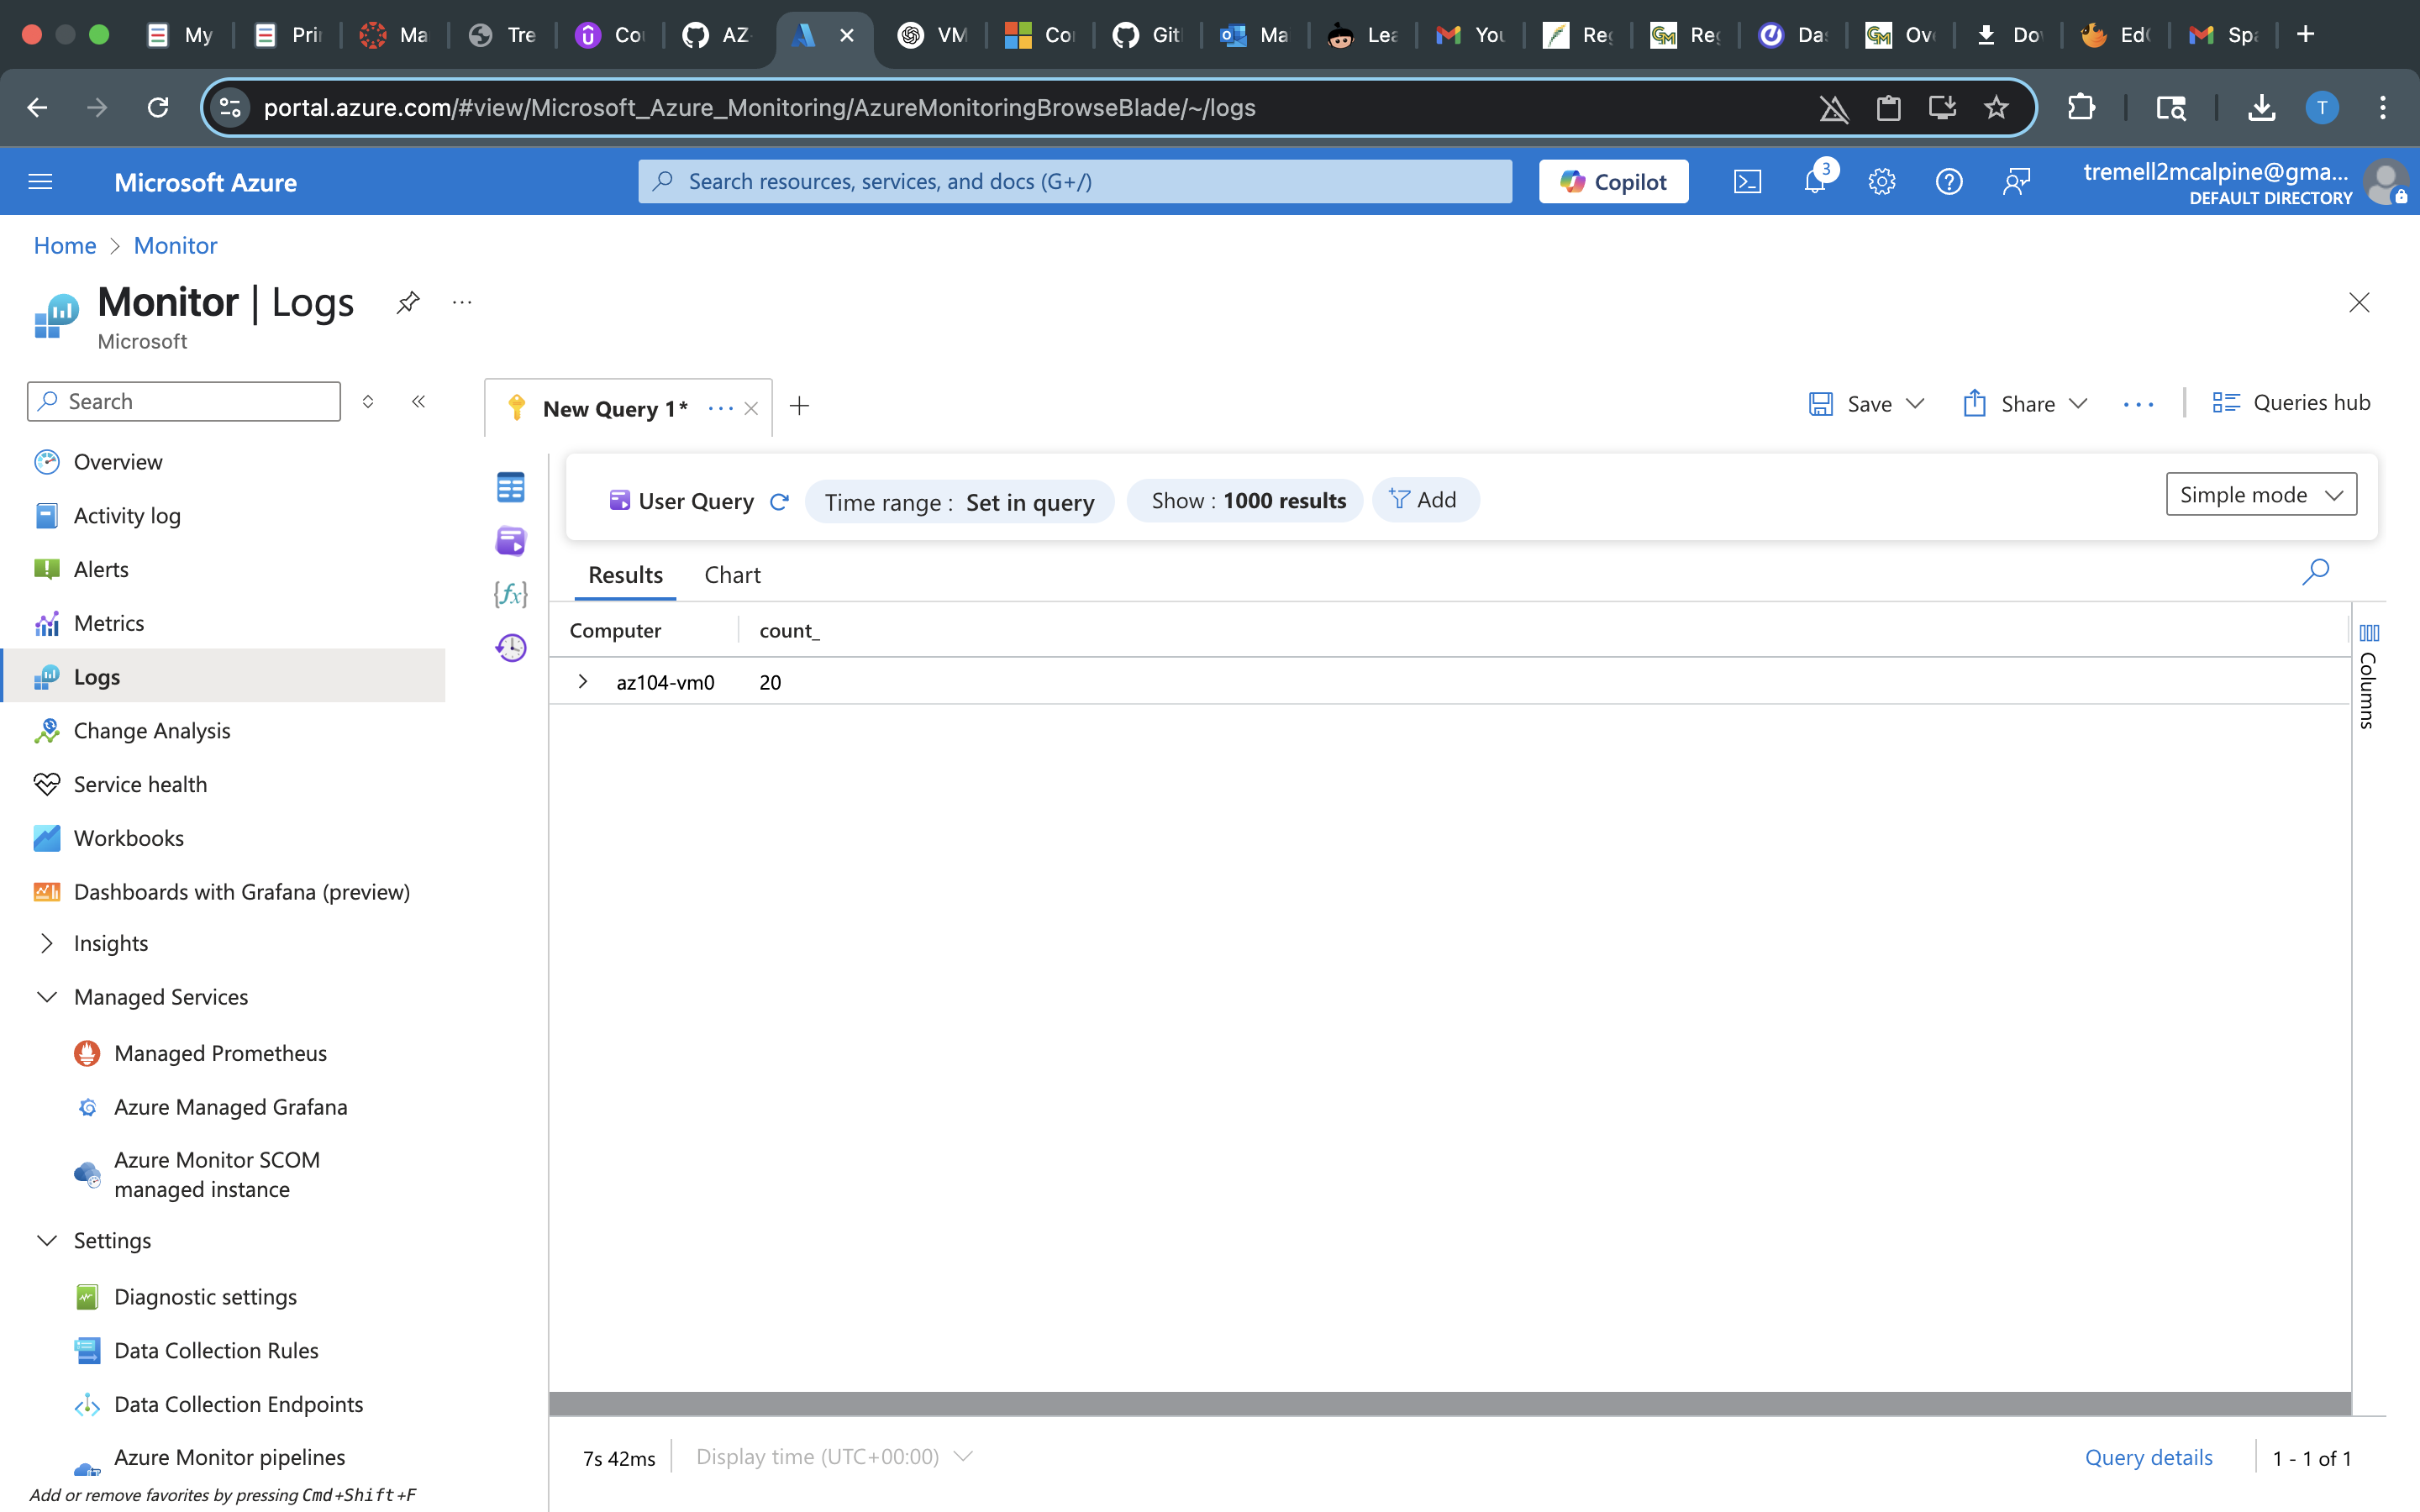 My
Pri
Ma
Tre
Cou
AZ-
VM
Co
Git
Ma
Lea
You
Reg
Reg
Das
Ove
Do
EdC
Spa
portal.azure.com/#view/Microsoft_Azure_Monitoring/AzureMonitoringBrowseBlade/~/logs
T
Microsoft Azure
Search resources, services, and docs (G+/)
Copilot
3
tremell2mcalpine@gma...
DEFAULT DIRECTORY
Home > Monitor
Monitor | Logs
Microsoft
Search
New Query 1*
Save
Share
Queries hub
Overview
Activity log
Alerts
Metrics
Logs
Change Analysis
Service health
Workbooks
Dashboards with Grafana (preview)
Insights
Managed Services
Managed Prometheus
Azure Managed Grafana
Azure Monitor SCOM
managed instance
Settings
Diagnostic settings
Data Collection Rules
Data Collection Endpoints
Azure Monitor pipelines
Add or remove favorites by pressing Cmd+Shift+F
User Query
Time range : Set in query
Show : 1000 results
Add
Simple mode
Results
Chart
Computer
count_
az104-vm0
20
Columns
7s 42ms
Display time (UTC+00:00)
Query details
1 - 1 of 1